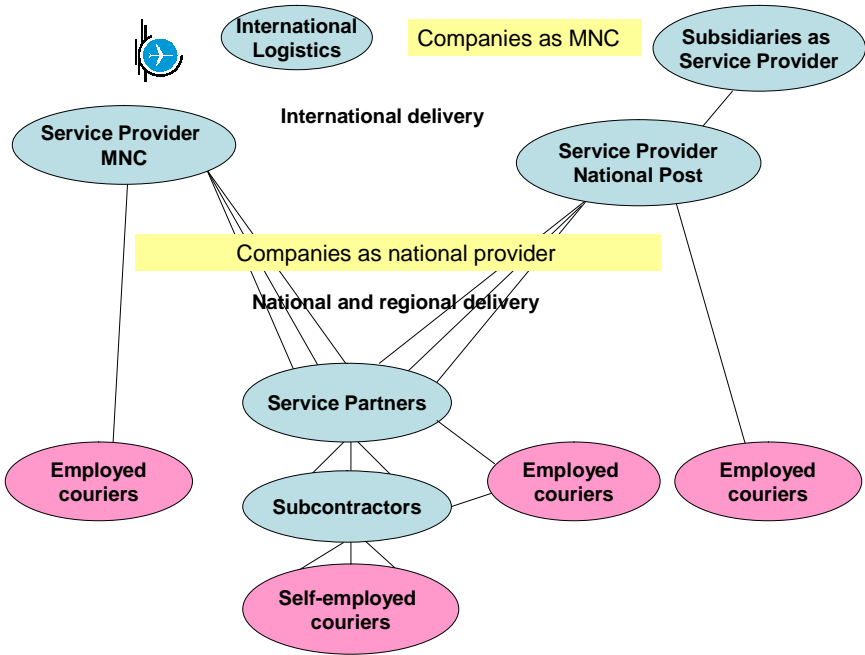 International
Logistics
Companies as MNC
Subsidiaries as
Service Provider
International delivery
Service Provider
MNC
Service Provider
National Post
Companies as national provider
National and regional delivery
Service Partners
Employed
couriers
Subcontractors
Employed
couriers
Employed
couriers
Self-employed
couriers